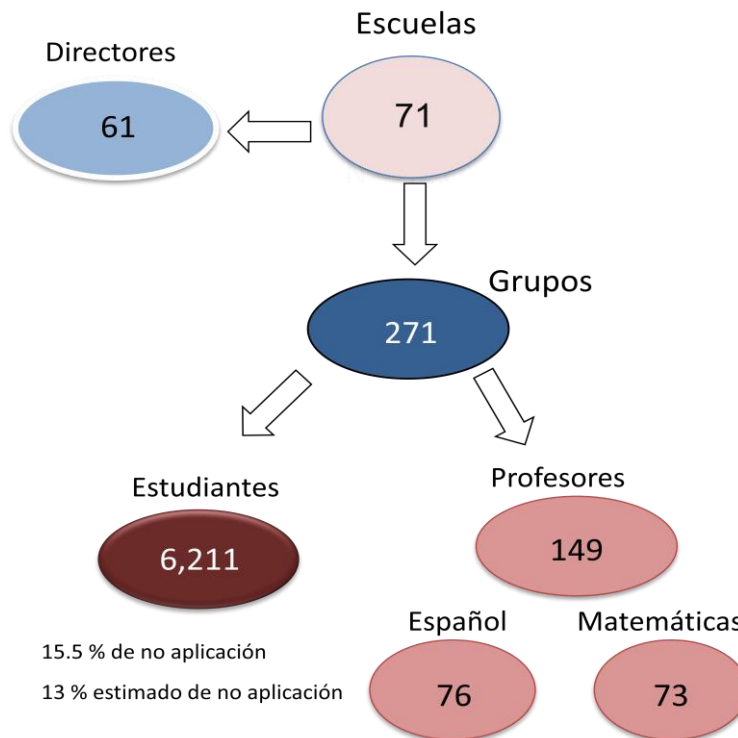 Escuelas
Directores
71
61
Grupos
271
Estudiantes
Profesores
6,211
149
Español
Matemáticas
15.5 % de no aplicación
13 % estimado de no aplicación
76
73